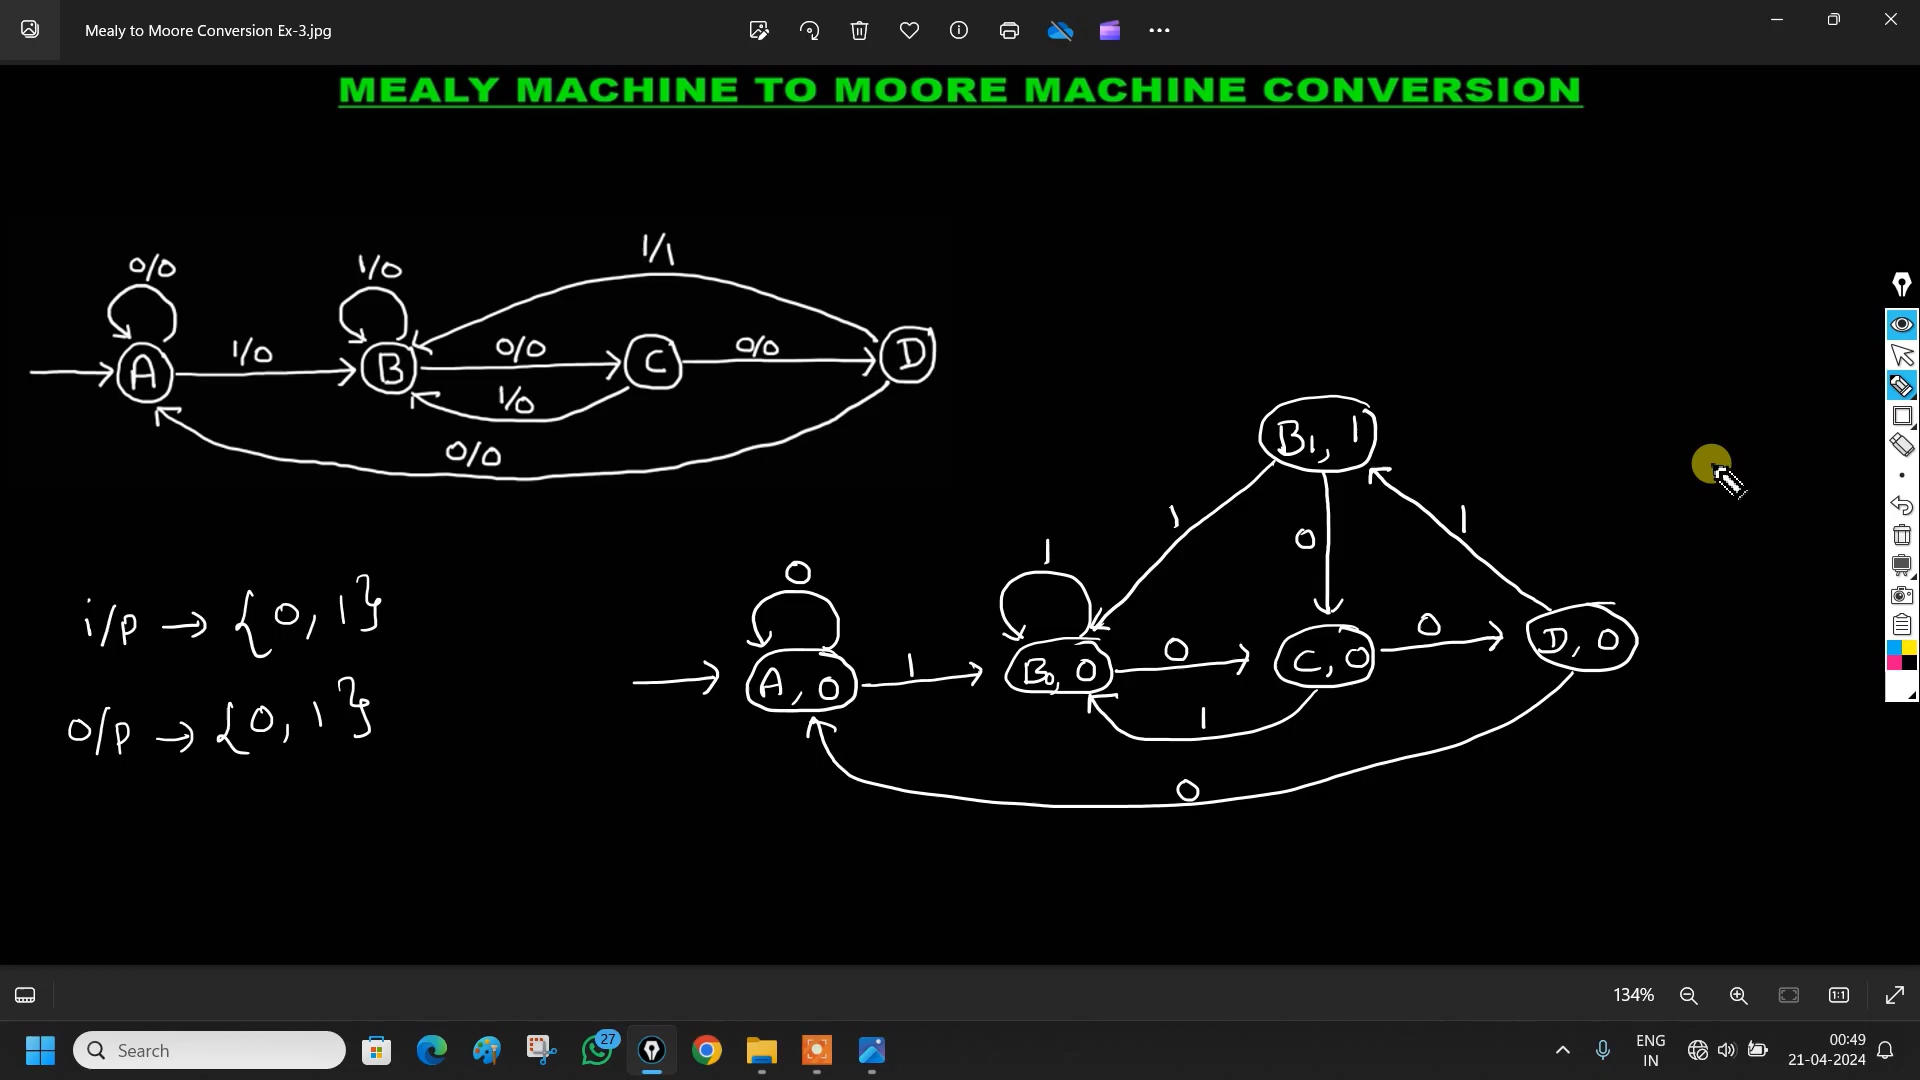 Mealy to Moore Conversion Ex-3.jpg
MEALY MACHINE TO MOORE MACHINE CONVERSION
1/1
0/0
1/0
1/0
0/0
0/0
A
B
C
D
1/0
0/0
B₁, 1
1
0
1
1
0
i/p → {0, 1}
0
0
1
A, 0
B₀, 0
C, 0
D, 0
1
o/p → {0, 1}
0
134%
1:1
27
Search
ENG
IN
00:49
21-04-2024